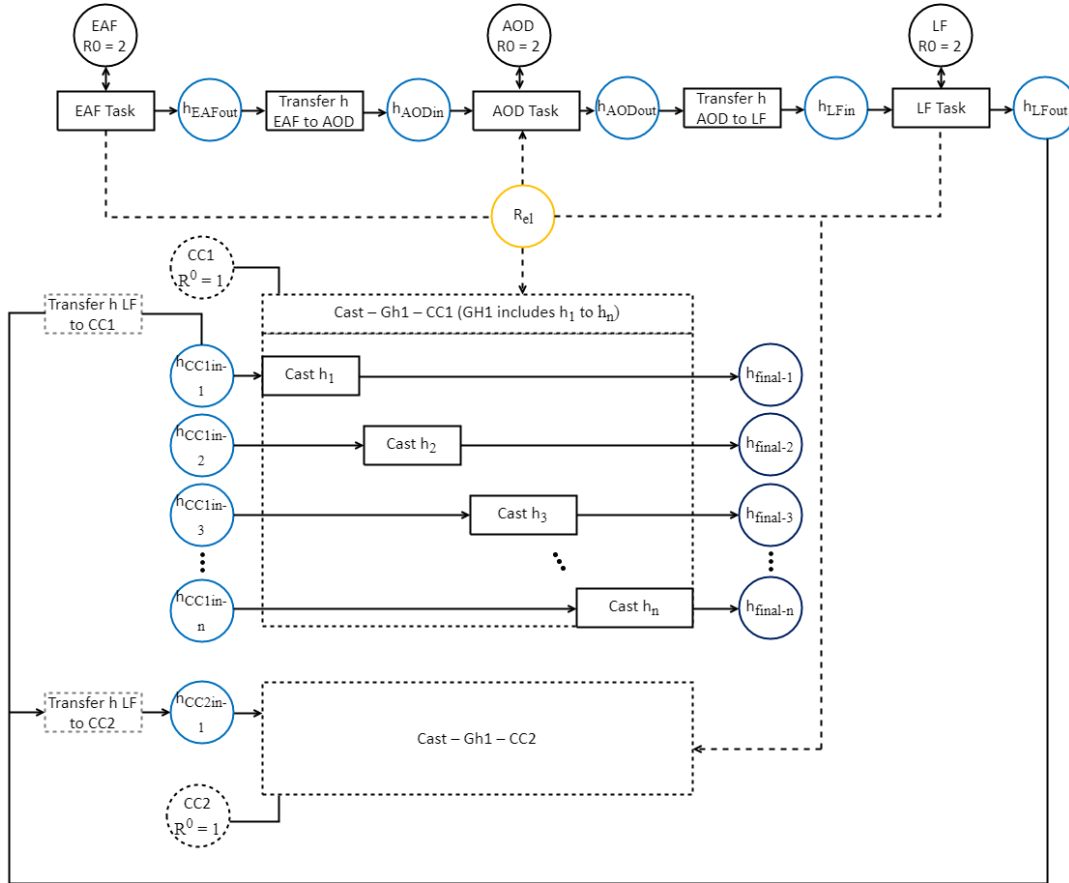 EAF
R0 = 2
AOD
R0 = 2
LF
R0 = 2
EAF Task
hEAFout
Transfer h
EAF to AOD
hAODin
AOD Task
hAODout
Transfer h
AOD to LF
hLFin
LF Task
hLFout
Rel
CC1
R⁰ = 1
Transfer h LF
to CC1
Cast – Gh1 – CC1 (GH1 includes h₁ to hₙ)
hCC1in-
1
Cast h₁
hfinal-1
hCC1in-
2
Cast h₂
hfinal-2
hCC1in-
3
Cast h₃
hfinal-3
hCC1in-
n
Cast hₙ
hfinal-n
Transfer h LF
to CC2
hCC2in-
1
Cast – Gh1 – CC2
CC2
R⁰ = 1